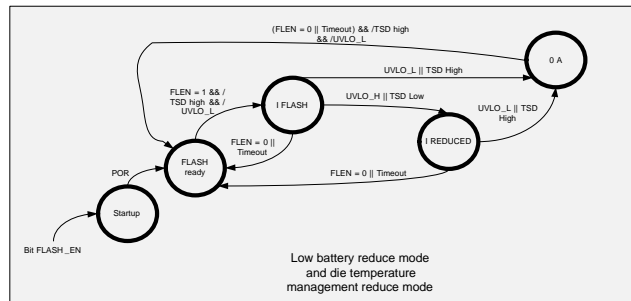 (FLEN = 0 || Timeout) && /TSD high
&& /UVLO_L
0 A
FLEN = 1 && /
TSD high && /
UVLO_L
UVLO_L || TSD High
I FLASH
UVLO_H || TSD Low
UVLO_L || TSD
High
I REDUCED
FLEN = 0 ||
Timeout
FLASH
ready
FLEN = 0 || Timeout
POR
Startup
Bit FLASH_EN
Low battery reduce mode
and die temperature
management reduce mode